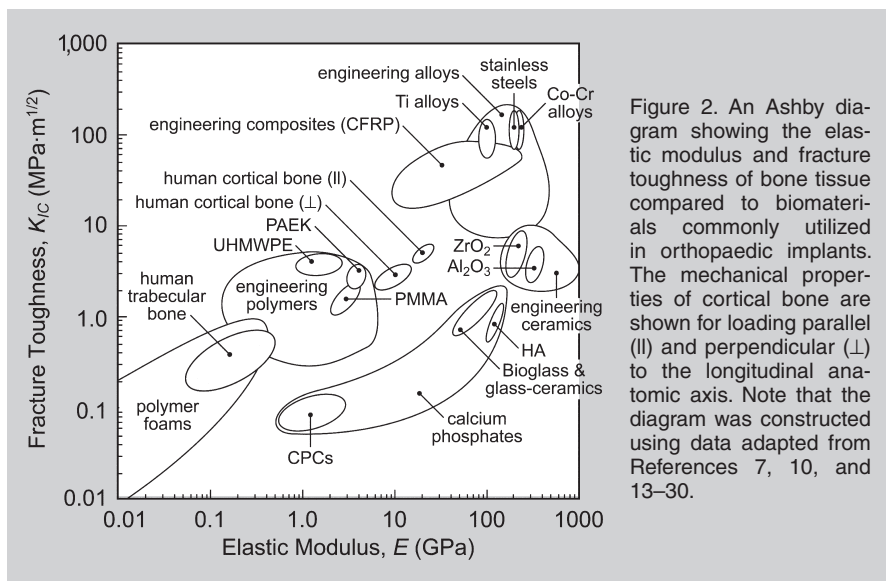 1,000
100
10
1.0
0.1
0.01
Fracture Toughness, K_IC (MPa·m^1/2)
engineering alloys
stainless
steels
Ti alloys
Co-Cr
alloys
engineering composites (CFRP)
human cortical bone (ll)
human cortical bone (⊥)
PAEK
UHMWPE
ZrO₂
Al₂O₃
human
trabecular
bone
engineering
polymers
PMMA
engineering
ceramics
HA
Bioglass &
glass-ceramics
polymer
foams
calcium
phosphates
CPCs
0.01
0.1
1.0
10
100
1000
Elastic Modulus, E (GPa)
Figure 2. An Ashby dia-
gram showing the elas-
tic modulus and fracture
toughness of bone tissue
compared to biomateri-
als commonly utilized
in orthopaedic implants.
The mechanical proper-
ties of cortical bone are
shown for loading parallel
(ll) and perpendicular (⊥)
to the longitudinal ana-
tomic axis. Note that the
diagram was constructed
using data adapted from
References 7, 10, and
13–30.